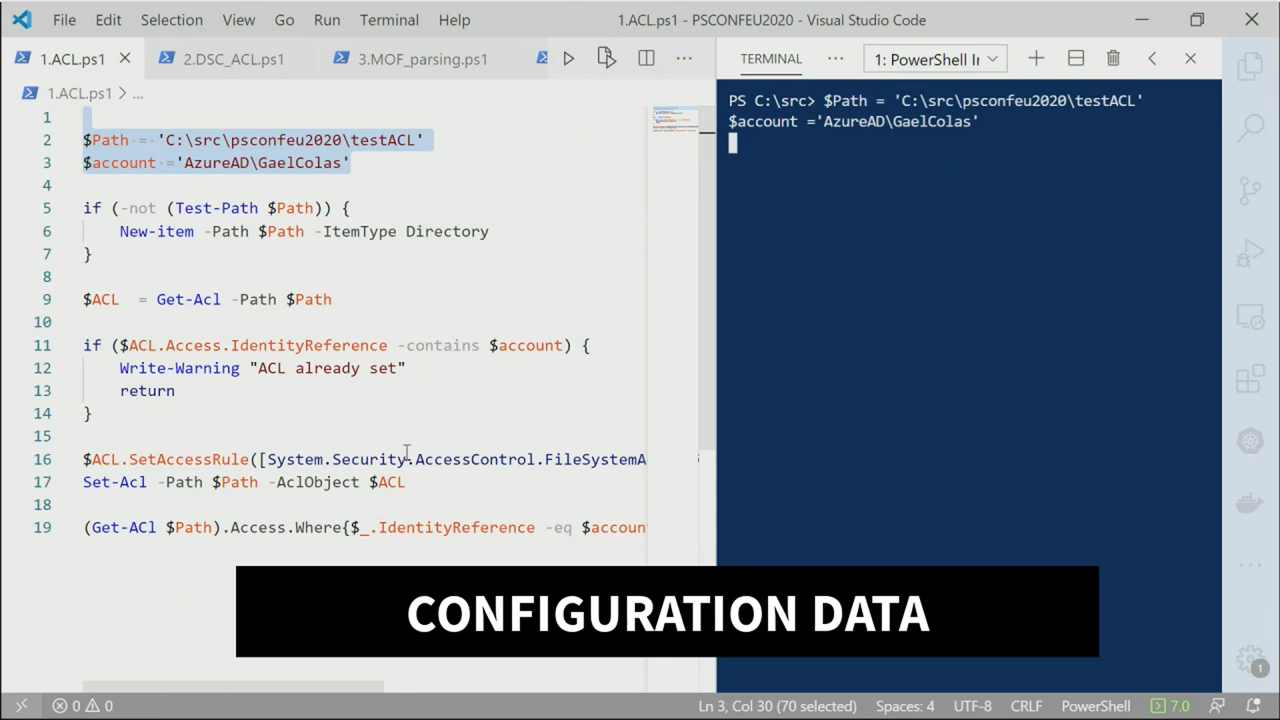 File Edit Selection View Go Run Terminal Help 1.ACL.ps1 - PSCONFEU2020 - Visual Studio Code
1.ACL.ps1 2.DSC_ACL.ps1 3.MOF_parsing.ps1
1.ACL.ps1 > ...
1
2 $Path = 'C:\src\psconfeu2020\testACL'
3 $account ='AzureAD\GaelColas'
4
5 if (-not (Test-Path $Path)) {
6 New-item -Path $Path -ItemType Directory
7 }
8
9 $ACL = Get-Acl -Path $Path
10
11 if ($ACL.Access.IdentityReference -contains $account) {
12 Write-Warning "ACL already set"
13 return
14 }
15
16 $ACL.SetAccessRule([System.Security.AccessControl.FileSystemA
17 Set-Acl -Path $Path -AclObject $ACL
18
19 (Get-ACl $Path).Access.Where{$_.IdentityReference -eq $account
TERMINAL ... 1: PowerShell Ir
PS C:\src> $Path = 'C:\src\psconfeu2020\testACL'
$account ='AzureAD\GaelColas'
CONFIGURATION DATA
1
0 0 Ln 3, Col 30 (70 selected) Spaces: 4 UTF-8 CRLF PowerShell 7.0